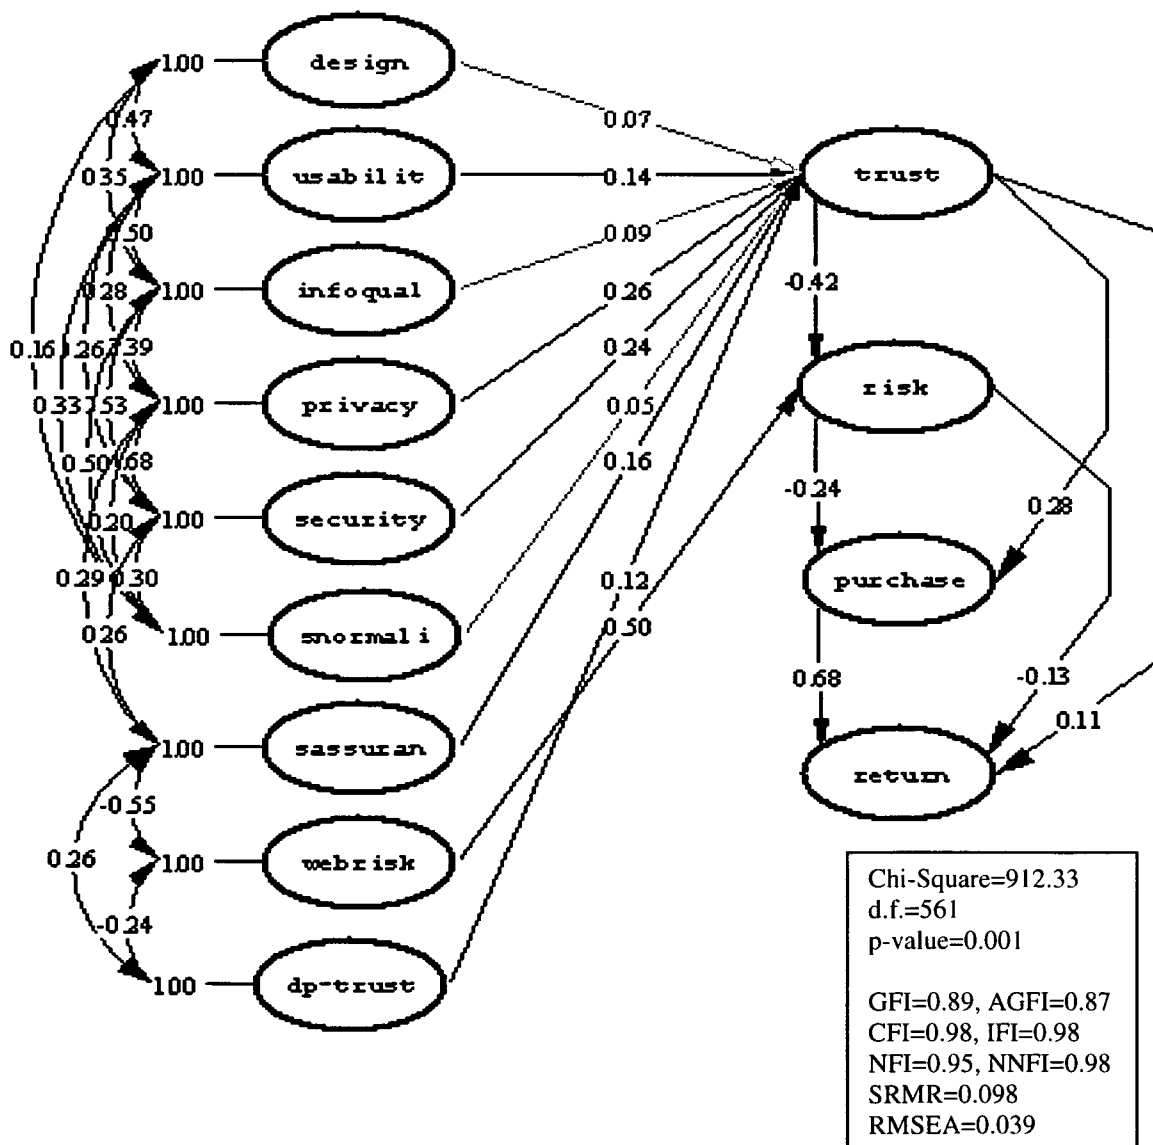 1.00 design
0.47 0.07
0.35 1.00 usabilit 0.14 trust
0.50 0.09
0.28 1.00 infoqual 0.26 -0.42
0.16 0.24
0.33 1.00 privacy 0.05 risk
0.50 0.16
0.20 1.00 security -0.24 0.28
0.29 0.30 0.12 purchase
0.26 1.00 snormali 0.50
0.68 -0.13
1.00 sassuran 0.11
-0.55 return
0.26 1.00 webrisk
-0.24
1.00 dp-trust
Chi-Square=912.33
d.f.=561
p-value=0.001
GFI=0.89, AGFI=0.87
CFI=0.98, IFI=0.98
NFI=0.95, NNFI=0.98
SRMR=0.098
RMSEA=0.039